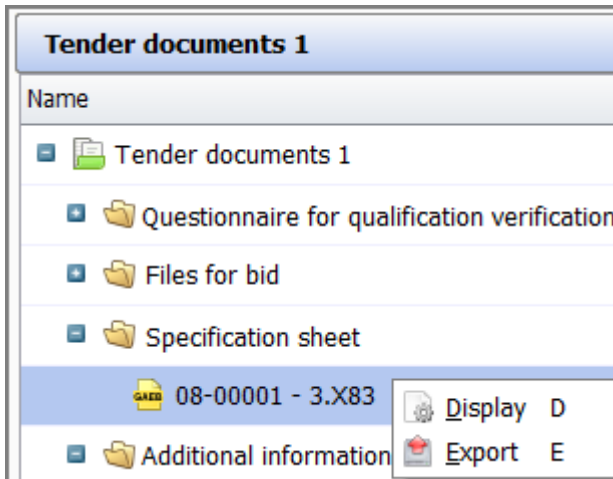 Tender documents 1
Name
Tender documents 1
Questionnaire for qualification verification
Files for bid
Specification sheet
GAEB 08-00001 - 3.X83
Display D
Additional information
Export E